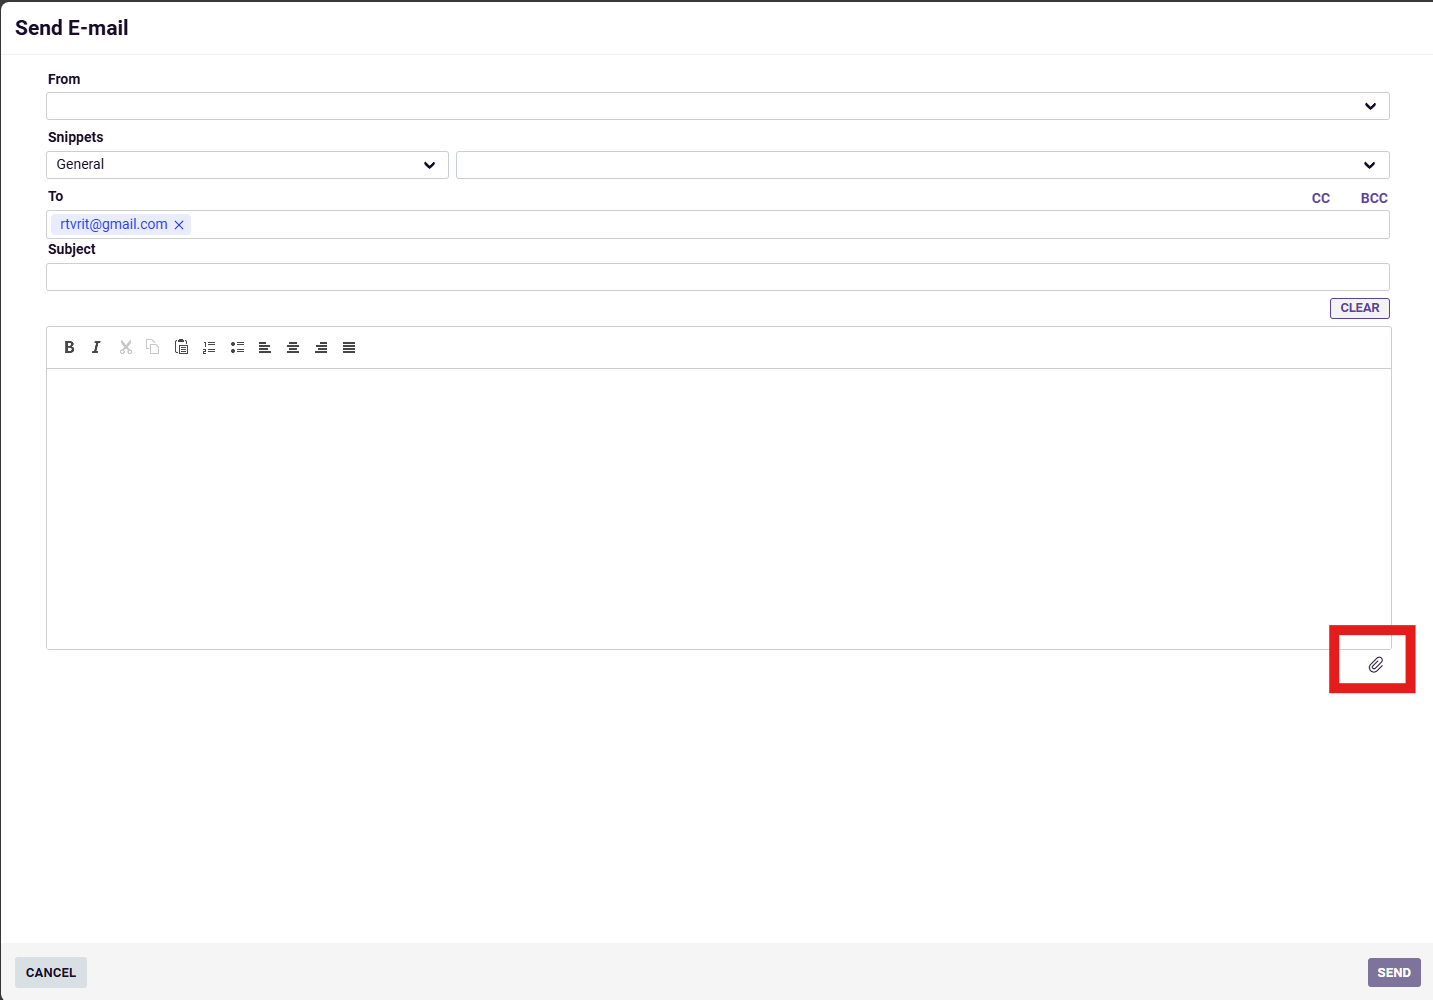 Send E-mail
From
Snippets
General
To
CC BCC
rtvrit@gmail.com
Subject
CLEAR
B I
CANCEL SEND